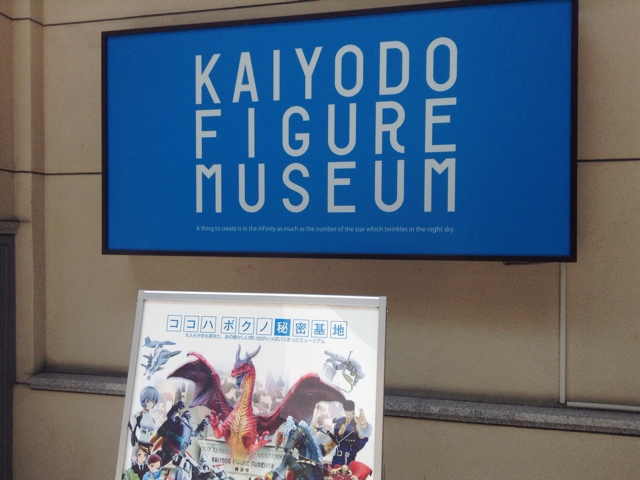 KAIYODO
FIGURE
MUSEUM
A thing to create is in the infinity as much as the number of the star which twinkles in the night sky.
ココハボクノ秘密基地
KAIYODO FIGURE MUSEUM